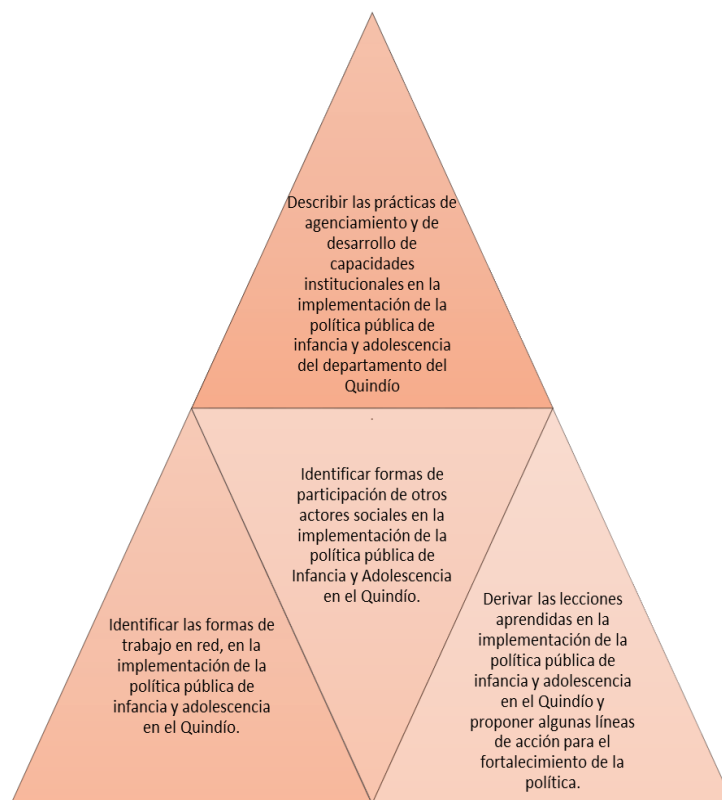 Describir las prácticas de
agenciamiento y de
desarrollo de
capacidades
institucionales en la
implementación de la
política pública de
infancia y adolescencia
del departamento del
Quindío
Identificar formas de
participación de otros
actores sociales en la
implementación de la
política pública de
Infancia y Adolescencia
en el Quindío.
Identificar las formas de
trabajo en red, en la
implementación de la
política pública de
infancia y adolescencia
en el Quindío.
Derivar las lecciones
aprendidas en la
implementación de la
política pública de
infancia y adolescencia
en el Quindío y
proponer algunas líneas
de acción para el
fortalecimiento de la
política.